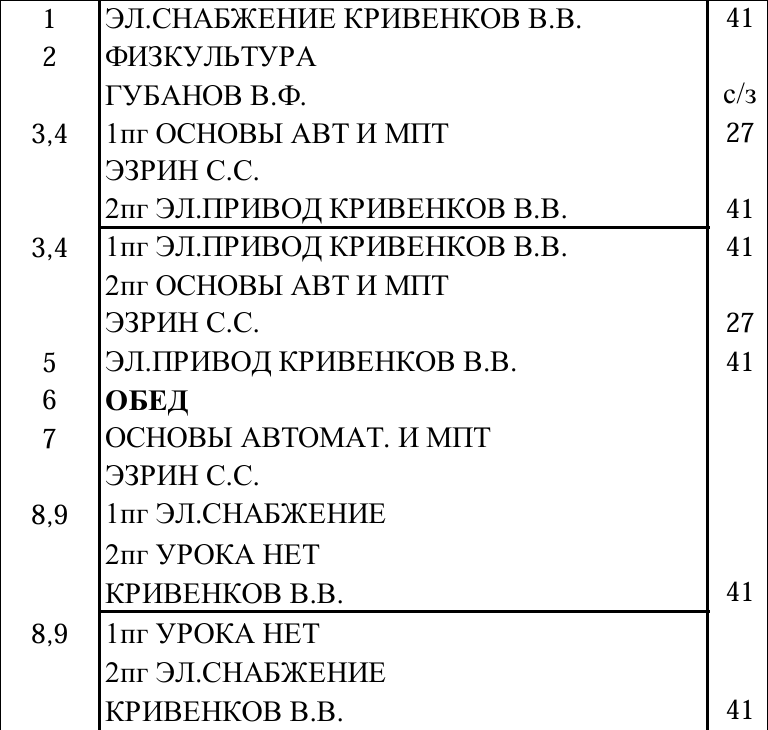 1 ЭЛ.СНАБЖЕНИЕ КРИВЕНКОВ В.В. 41
2 ФИЗКУЛЬТУРА
ГУБАНОВ В.Ф. с/з
3,4 1пг ОСНОВЫ АВТ И МПТ 27
ЭЗРИН С.С.
2пг ЭЛ.ПРИВОД КРИВЕНКОВ В.В. 41
3,4 1пг ЭЛ.ПРИВОД КРИВЕНКОВ В.В. 41
2пг ОСНОВЫ АВТ И МПТ
ЭЗРИН С.С. 27
5 ЭЛ.ПРИВОД КРИВЕНКОВ В.В. 41
6 ОБЕД
7 ОСНОВЫ АВТОМАТ. И МПТ
ЭЗРИН С.С.
8,9 1пг ЭЛ.СНАБЖЕНИЕ
2пг УРОКА НЕТ
КРИВЕНКОВ В.В. 41
8,9 1пг УРОКА НЕТ
2пг ЭЛ.СНАБЖЕНИЕ
КРИВЕНКОВ В.В. 41